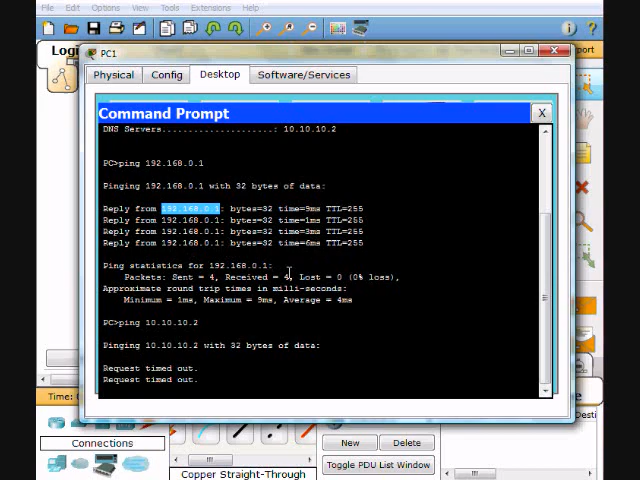 File Edit Options View Tools Extensions Help
Logi
PC1
Physical Config Desktop Software/Services
Command Prompt X
DNS Servers.....................: 10.10.10.2
PC>ping 192.168.0.1
Pinging 192.168.0.1 with 32 bytes of data:
Reply from 192.168.0.1: bytes=32 time=9ms TTL=255
Reply from 192.168.0.1: bytes=32 time=1ms TTL=255
Reply from 192.168.0.1: bytes=32 time=3ms TTL=255
Reply from 192.168.0.1: bytes=32 time=6ms TTL=255
Ping statistics for 192.168.0.1:
Packets: Sent = 4, Received = 4, Lost = 0 (0% loss),
Approximate round trip times in milli-seconds:
Minimum = 1ms, Maximum = 9ms, Average = 4ms
PC>ping 10.10.10.2
Pinging 10.10.10.2 with 32 bytes of data:
Request timed out.
Request timed out.
Time: 0
Connections
New Delete
Toggle PDU List Window
Copper Straight-Through